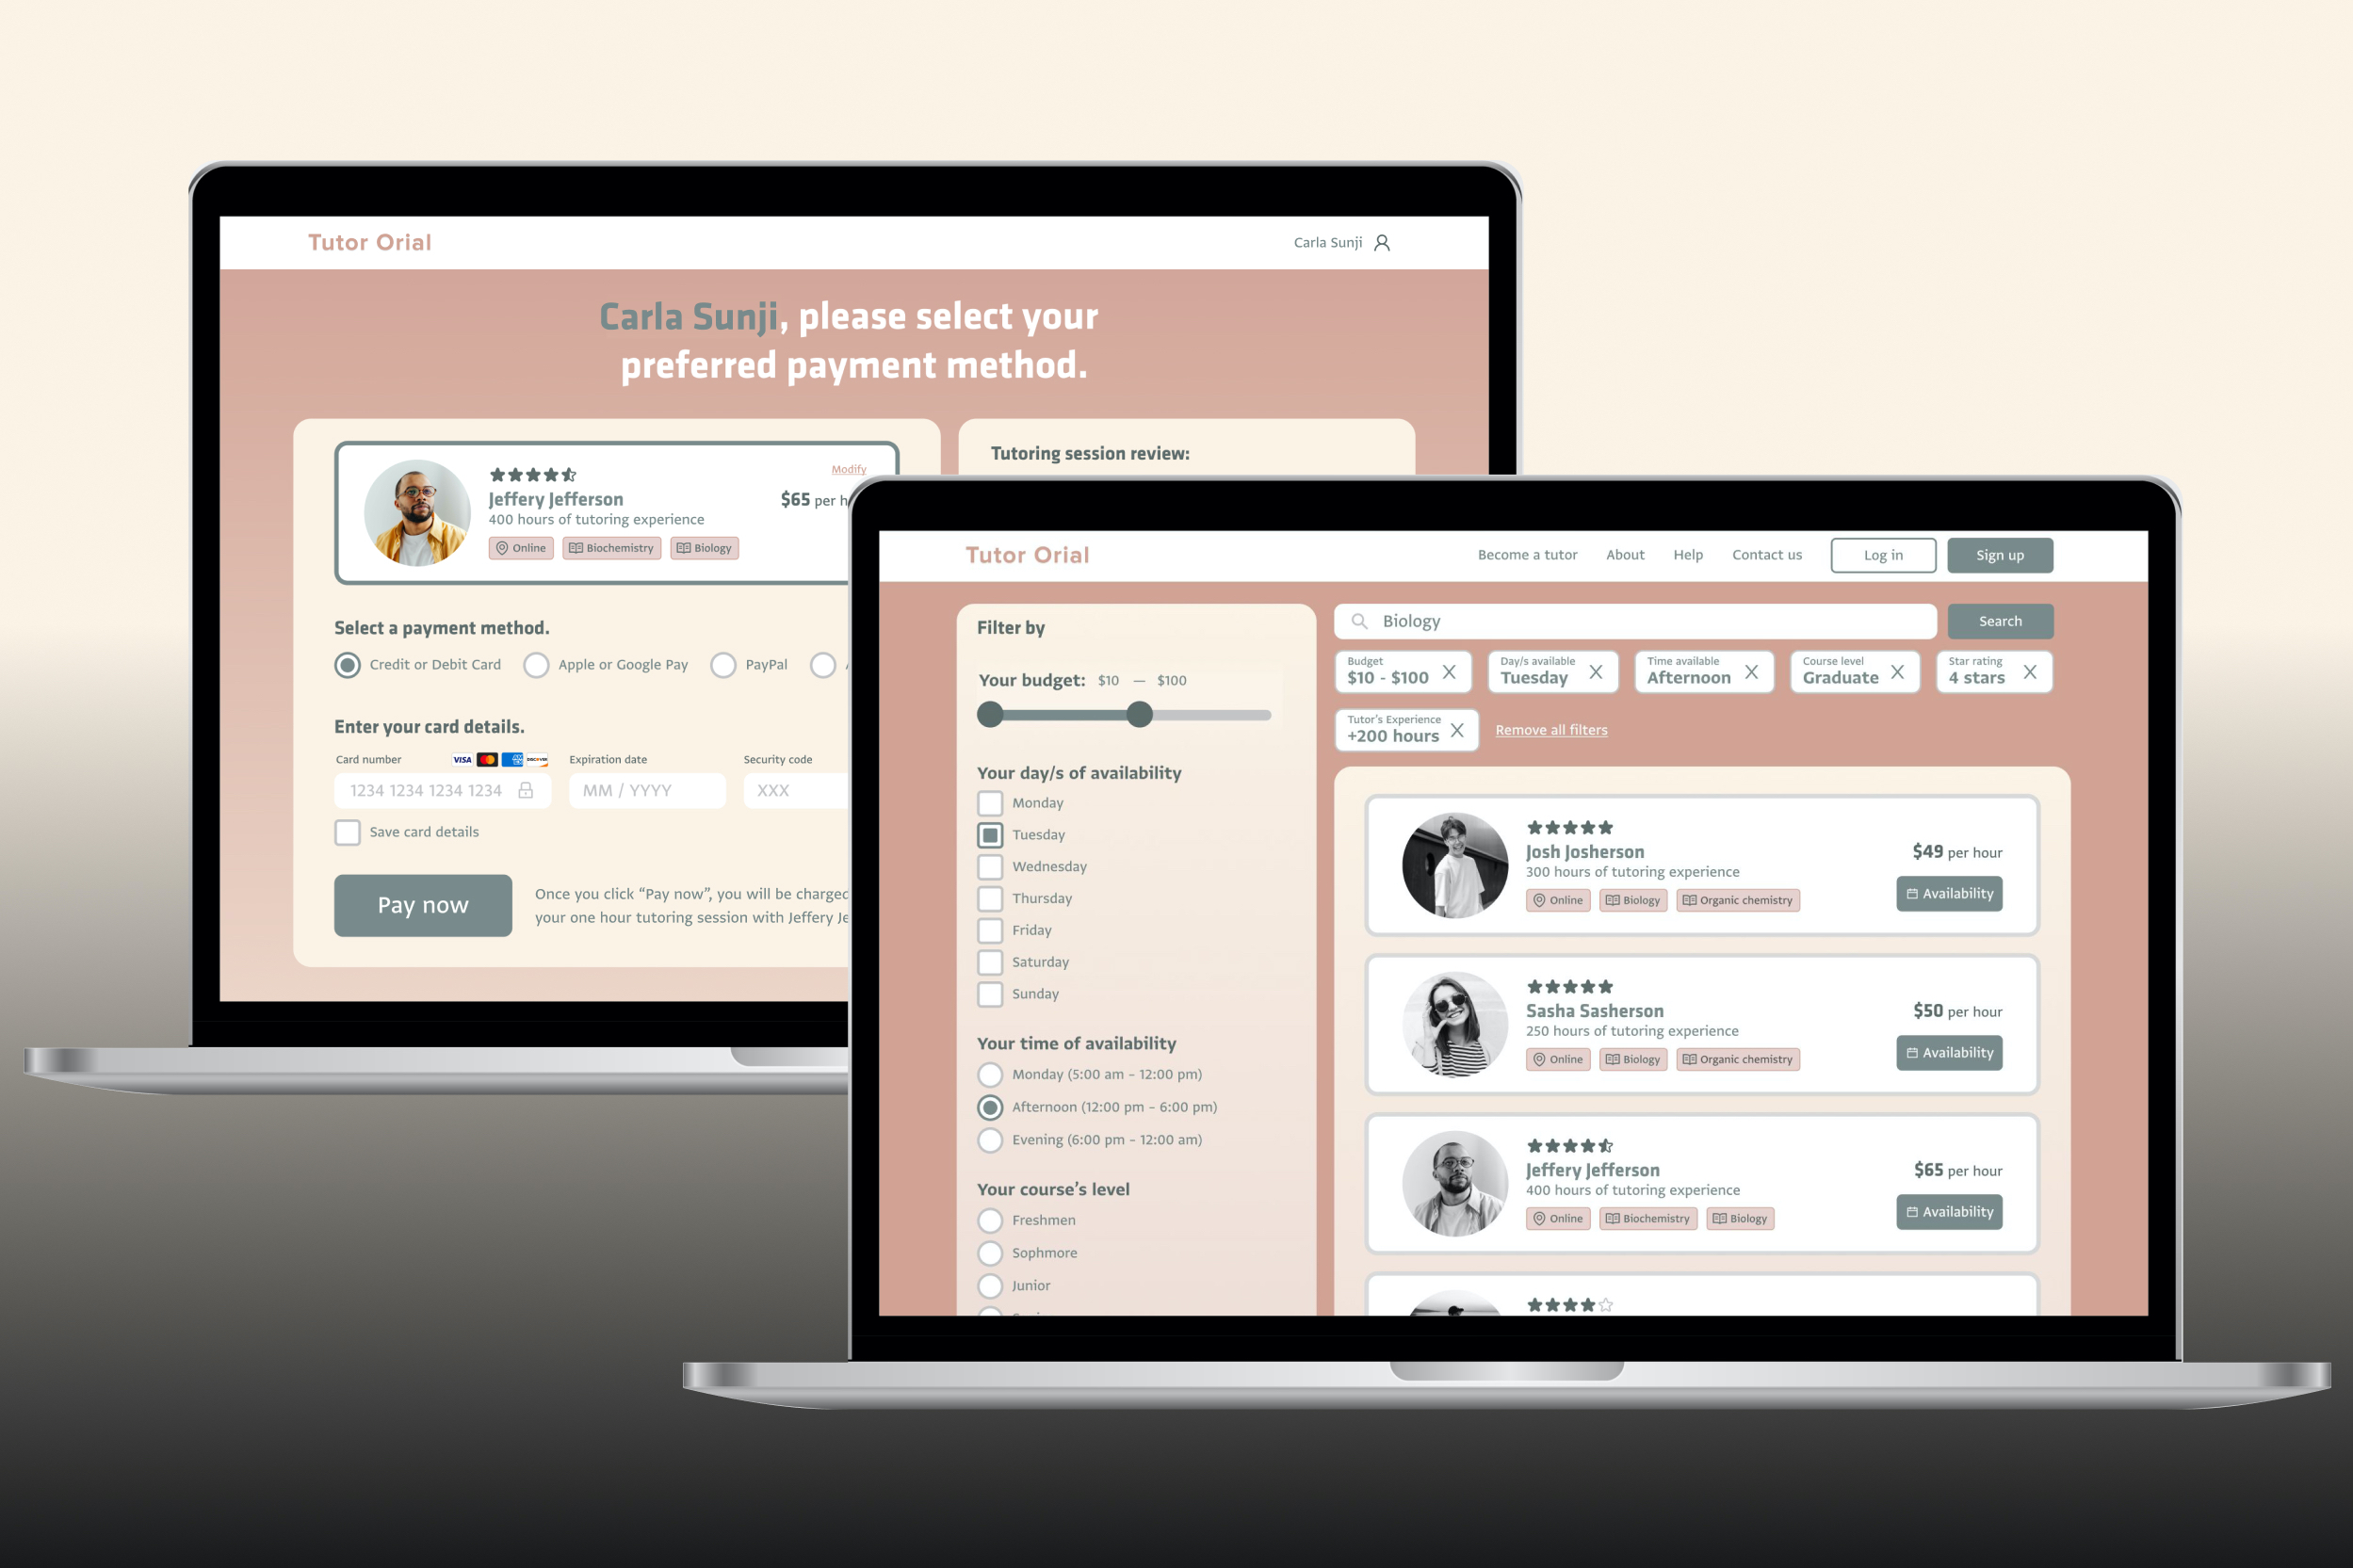 Tutor Orial
Carla Sunji
Carla Sunji, please select your
preferred payment method.
Modify
Jeffery Jefferson
$65 per h
400 hours of tutoring experience
Online
Biochemistry
Biology
Select a payment method.
Credit or Debit Card
Apple or Google Pay
PayPal
Enter your card details.
Card number
VISA
DISCOVER
Expiration date
Security code
1234 1234 1234 1234
MM / YYYY
XXX
Save card details
Pay now
Once you click “Pay now”, you will be charged
your one hour tutoring session with Jeffery Je
Tutoring session review:
Tutor Orial
Become a tutor
About
Help
Contact us
Log in
Sign up
Filter by
Your budget: $10 — $100
Your day/s of availability
Monday
Tuesday
Wednesday
Thursday
Friday
Saturday
Sunday
Your time of availability
Monday (5:00 am – 12:00 pm)
Afternoon (12:00 pm – 6:00 pm)
Evening (6:00 pm – 12:00 am)
Your course’s level
Freshmen
Sophmore
Junior
Biology
Search
Budget
$10 - $100 X
Day/s available
Tuesday X
Time available
Afternoon X
Course level
Graduate X
Star rating
4 stars X
Tutor’s Experience
+200 hours X
Remove all filters
Josh Josherson
$49 per hour
300 hours of tutoring experience
Online
Biology
Organic chemistry
Availability
Sasha Sasherson
$50 per hour
250 hours of tutoring experience
Online
Biology
Organic chemistry
Availability
Jeffery Jefferson
$65 per hour
400 hours of tutoring experience
Online
Biochemistry
Biology
Availability